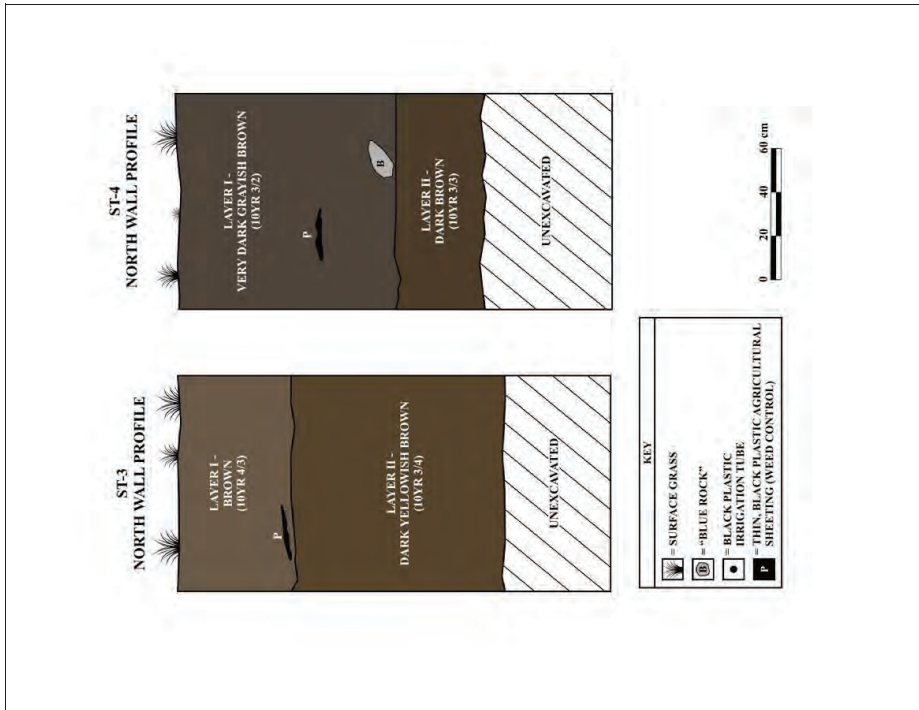 ST-3
NORTH WALL PROFILE
LAYER I -
BROWN
(10YR 4/3)
P
LAYER II -
DARK YELLOWISH BROWN
(10YR 3/4)
UNEXCAVATED
ST-4
NORTH WALL PROFILE
LAYER I -
VERY DARK GRAYISH BROWN
(10YR 3/2)
P
B
LAYER II -
DARK BROWN
(10YR 3/3)
UNEXCAVATED
KEY
= SURFACE GRASS
B = "BLUE ROCK"
= BLACK PLASTIC
IRRIGATION TUBE
P = THIN, BLACK PLASTIC AGRICULTURAL
SHEETING (WEED CONTROL)
0 20 40 60 cm